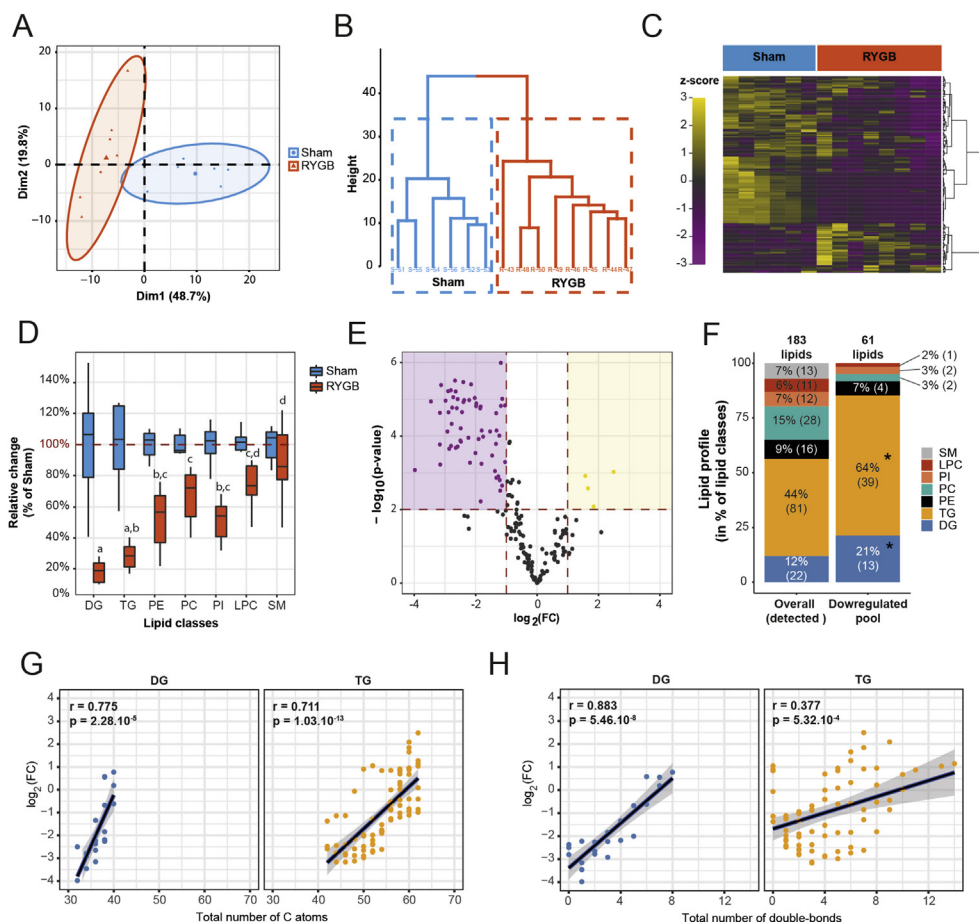 A
20
10
0
−10
Dim2 (19.8%)
−10
0
10
20
Dim1 (48.7%)
Sham
RYGB
B
Height
40
30
20
10
0
Sham
RYGB
C
Sham
RYGB
z-score
3
2
1
0
-1
-2
-3
D
Relative change
(% of Sham)
140%
120%
100%
80%
60%
40%
20%
0%
a
a,b
b,c
c
b,c
c,d
d
DG
TG
PE
PC
PI
LPC
SM
Lipid classes
Sham
RYGB
E
− log10(p-value)
6
4
2
0
−4
−2
0
2
4
log2(FC)
F
183
lipids
61
lipids
Lipid profile
(in % of lipid classes)
100
75
50
25
0
7% (13)
6% (11)
7% (12)
15% (28)
9% (16)
44%
(81)
12%
(22)
2% (1)
3% (2)
3% (2)
7% (4)
64%
(39)
*
21%
(13)
*
Overall
(detected )
Dowregulated
pool
SM
LPC
PI
PC
PE
TG
DG
G
DG
TG
r = 0.775
p = 2.28.10-5
r = 0.711
p = 1.03.10-13
log2(FC)
4
3
2
1
0
−1
−2
−3
−4
30
40
50
60
70
30
40
50
60
70
Total number of C atoms
H
DG
TG
r = 0.883
p = 5.46.10-8
r = 0.377
p = 5.32.10-4
log2(FC)
4
3
2
1
0
−1
−2
−3
−4
0
4
8
12
0
4
8
12
Total number of double-bonds